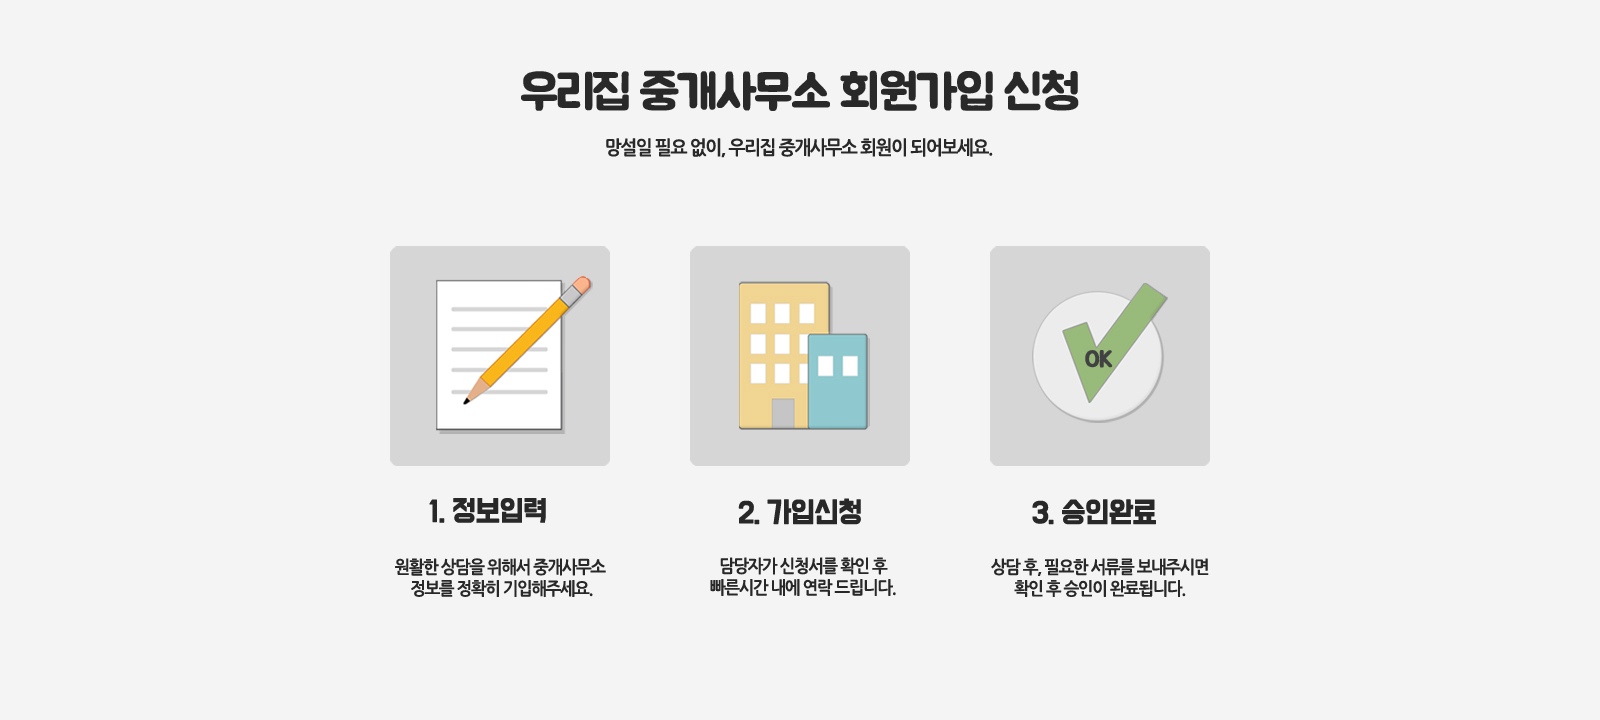 우리집 중개사무소 회원가입 신청
망설일 필요 없이, 우리집 중개사무소 회원이 되어보세요.
OK
1. 정보입력
원활한 상담을 위해서 중개사무소
정보를 정확히 기입해주세요.
2. 가입신청
담당자가 신청서를 확인 후
빠른시간 내에 연락 드립니다.
3. 승인완료
상담 후, 필요한 서류를 보내주시면
확인 후 승인이 완료됩니다.